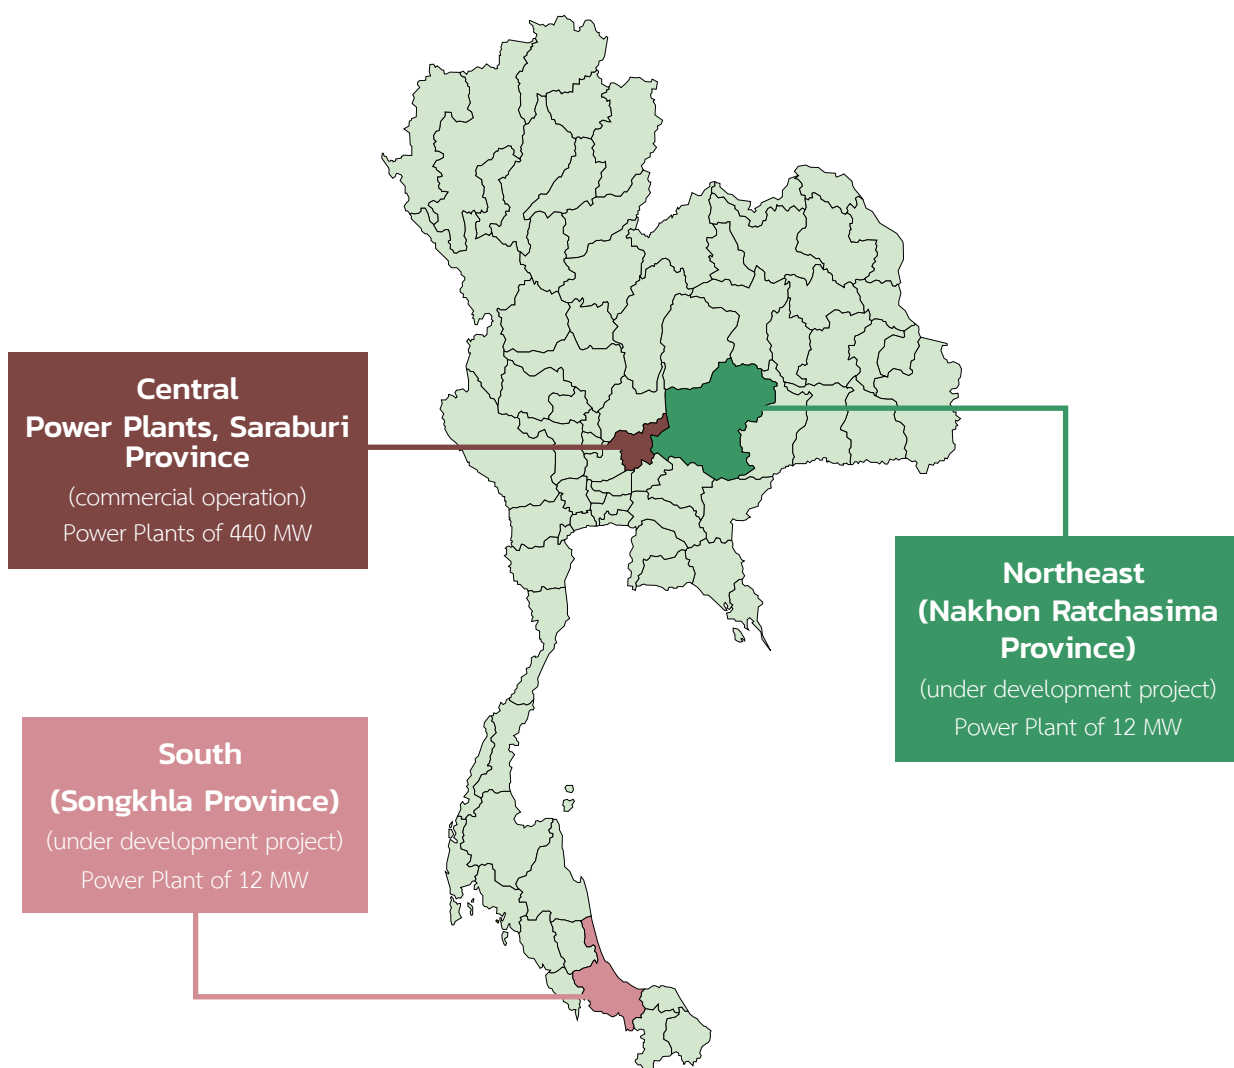 Central
Power Plants, Saraburi
Province
(commercial operation)
Power Plants of 440 MW
Northeast
(Nakhon Ratchasima
Province)
(under development project)
Power Plant of 12 MW
South
(Songkhla Province)
(under development project)
Power Plant of 12 MW